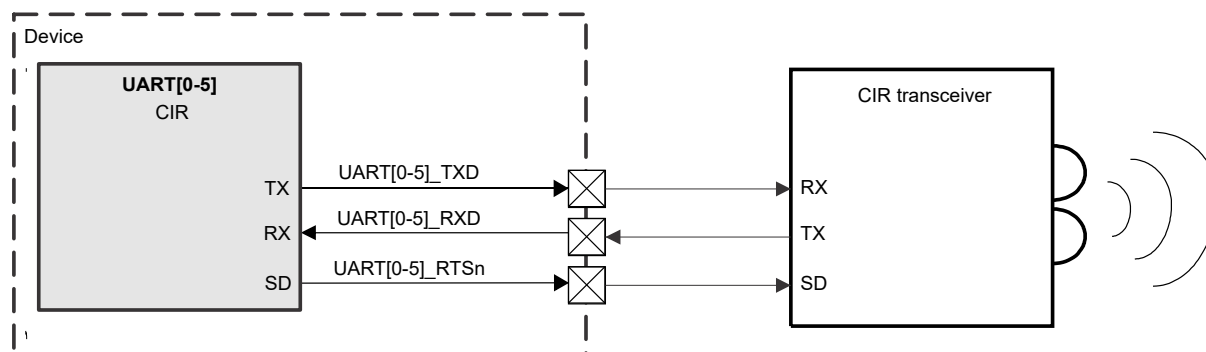 Device
UART[0-5]
CIR
CIR transceiver
TX
UART[0-5]_TXD
RX
RX
UART[0-5]_RXD
TX
SD
UART[0-5]_RTSn
SD